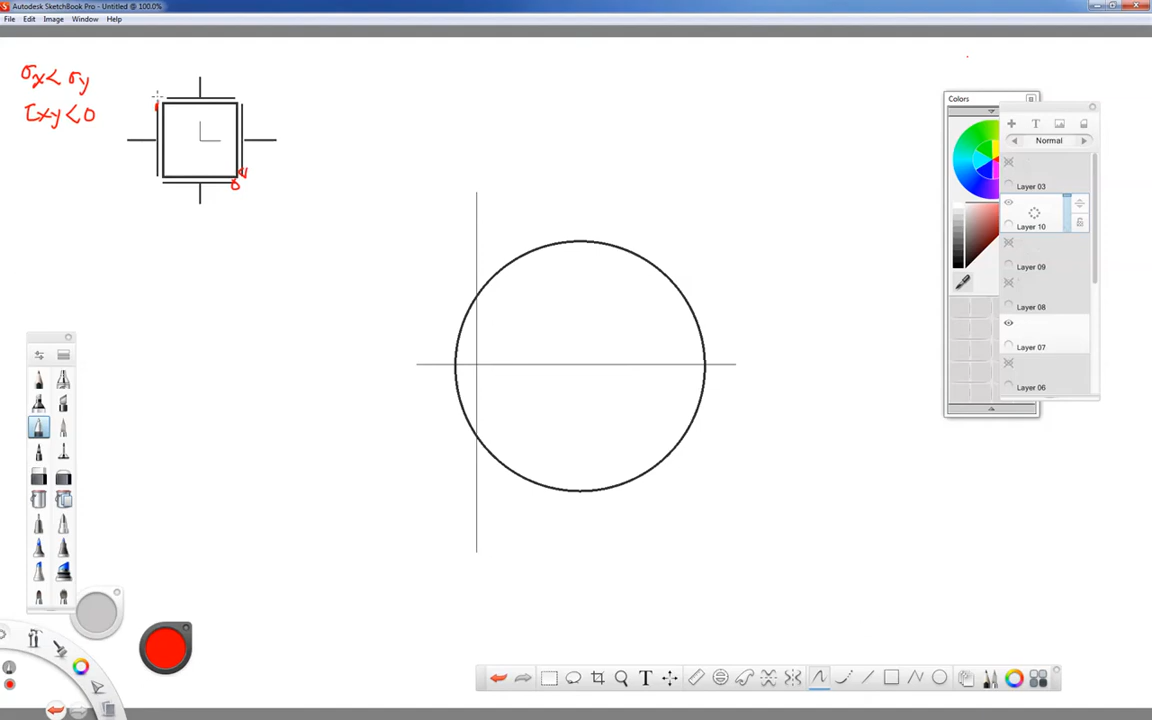 Autodesk SketchBook Pro - Untitled @ 100.0%
File Edit Image Window Help
σx < σy
τxy < 0
Colors
Normal
Layer 03
Layer 10
Layer 09
Layer 08
Layer 07
Layer 06
T
T